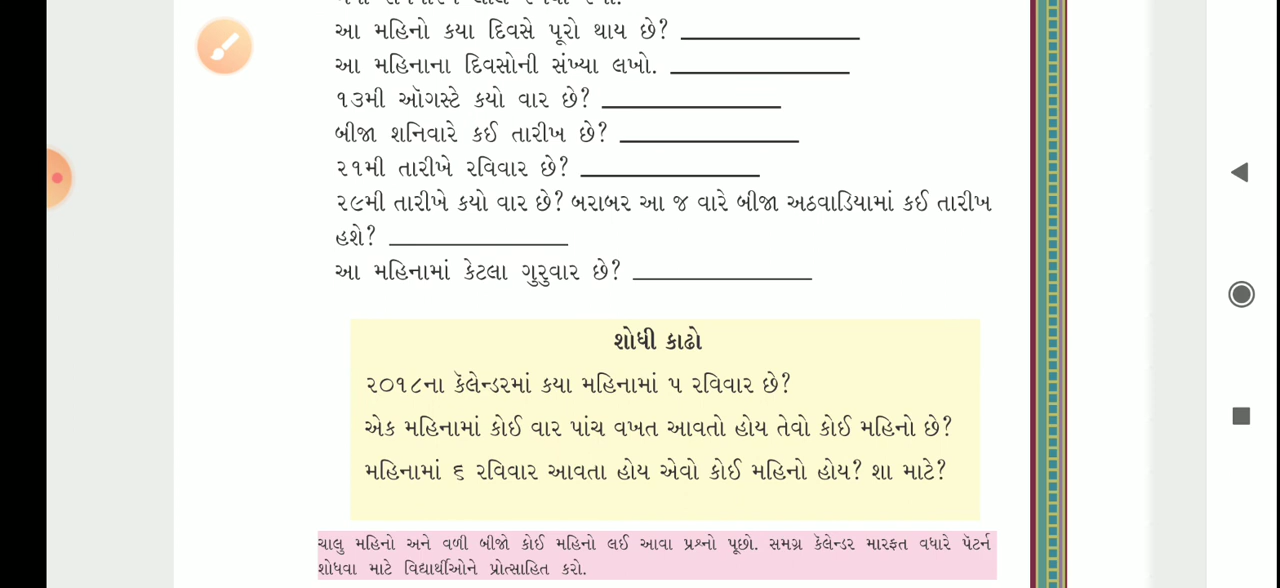 આ મહિનો કયા દિવસે પૂરો થાય છે?
આ મહિનાના દિવસોની સંખ્યા લખો.
૧૩મી ઑગસ્ટે કયો વાર છે?
બીજા શનિવારે કઈ તારીખ છે?
૨૧મી તારીખે રવિવાર છે?
૨૯મી તારીખે કયો વાર છે? બરાબર આ જ વારે બીજા અઠવાડિયામાં કઈ તારીખ
હશે?
આ મહિનામાં કેટલા ગુરુવાર છે?
શોધી કાઢો
૨૦૧૮ના કૅલેન્ડરમાં કયા મહિનામાં ૫ રવિવાર છે?
એક મહિનામાં કોઈ વાર પાંચ વખત આવતો હોય તેવો કોઈ મહિનો છે?
મહિનામાં ૬ રવિવાર આવતા હોય એવો કોઈ મહિનો હોય? શા માટે?
ચાલુ મહિનો અને વળી બીજો કોઈ મહિનો લઈ આવા પ્રશ્નો પૂછો. સમગ્ર કૅલેન્ડર મારફત વધારે પૅટર્ન
શોધવા માટે વિદ્યાર્થીઓને પ્રોત્સાહિત કરો.